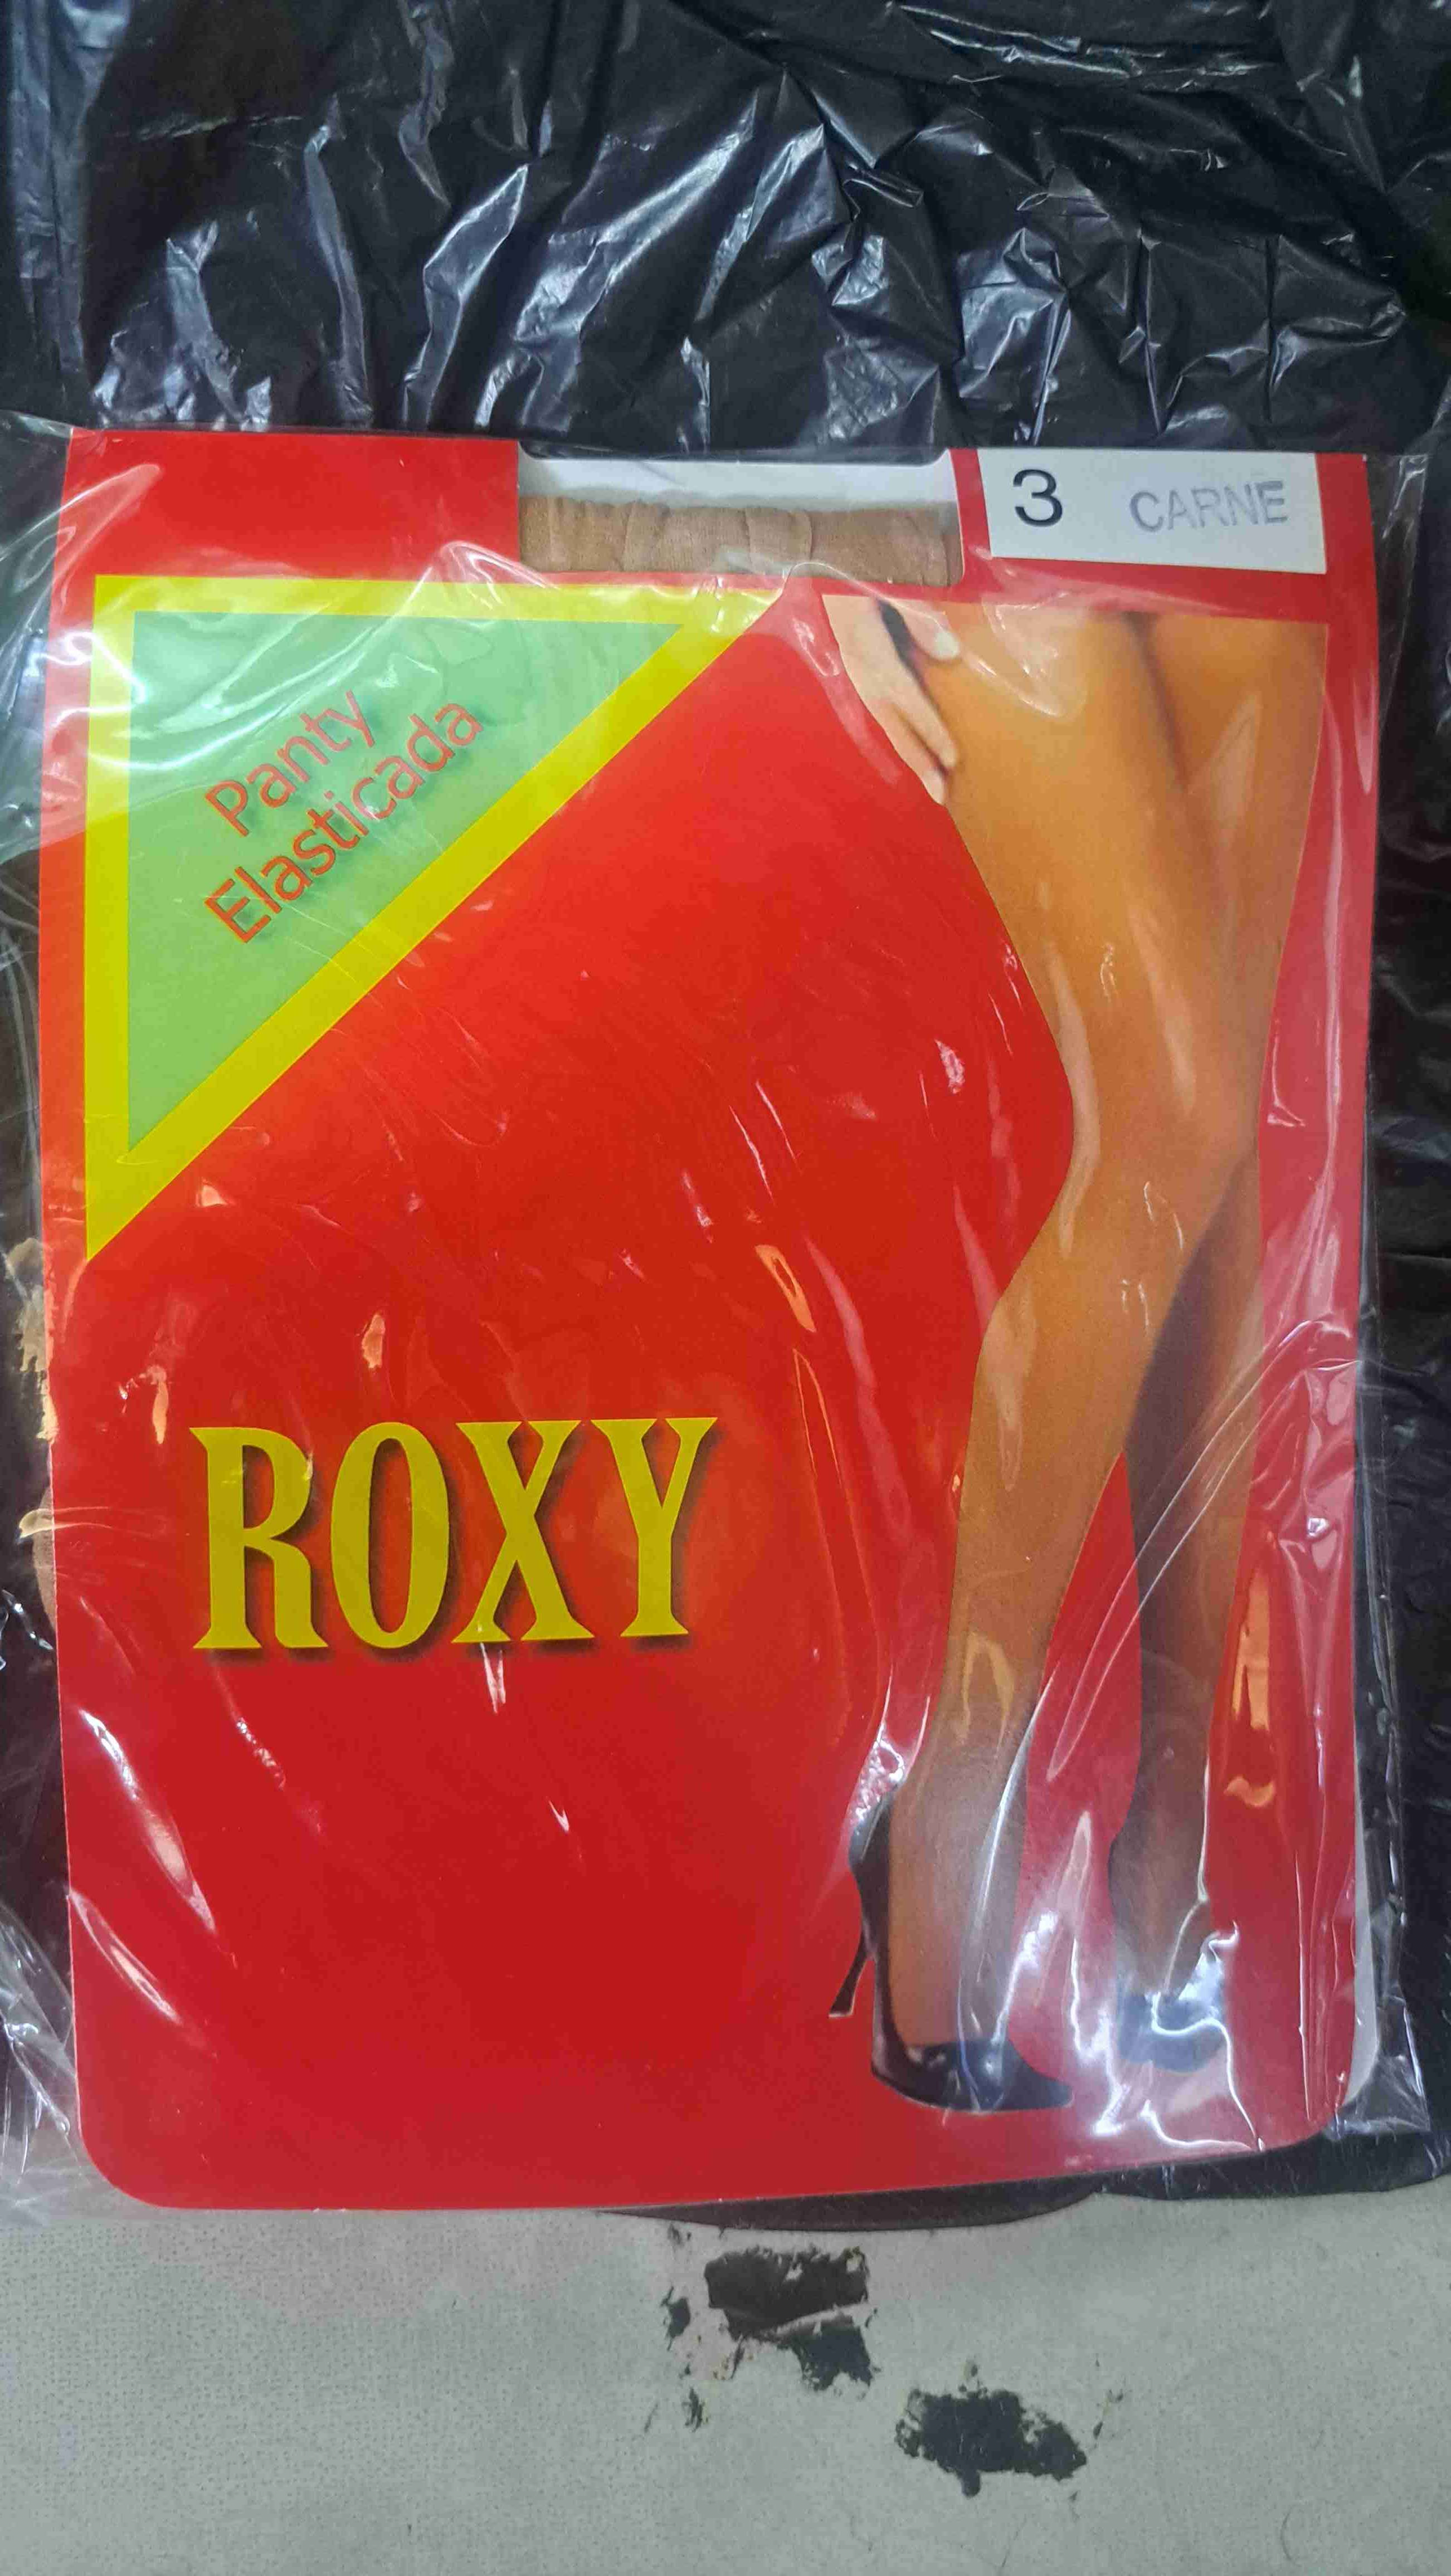 3 CARNE
Panty
Elasticada
ROXY